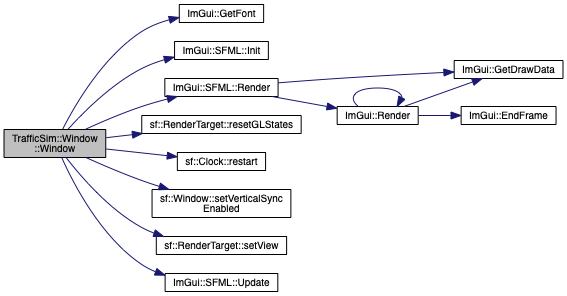 ImGui::GetFont
ImGui::SFML::Init
ImGui::SFML::Render
ImGui::GetDrawData
ImGui::Render
ImGui::EndFrame
TrafficSim::Window
::Window
sf::RenderTarget::resetGLStates
sf::Clock::restart
sf::Window::setVerticalSync
Enabled
sf::RenderTarget::setView
ImGui::SFML::Update